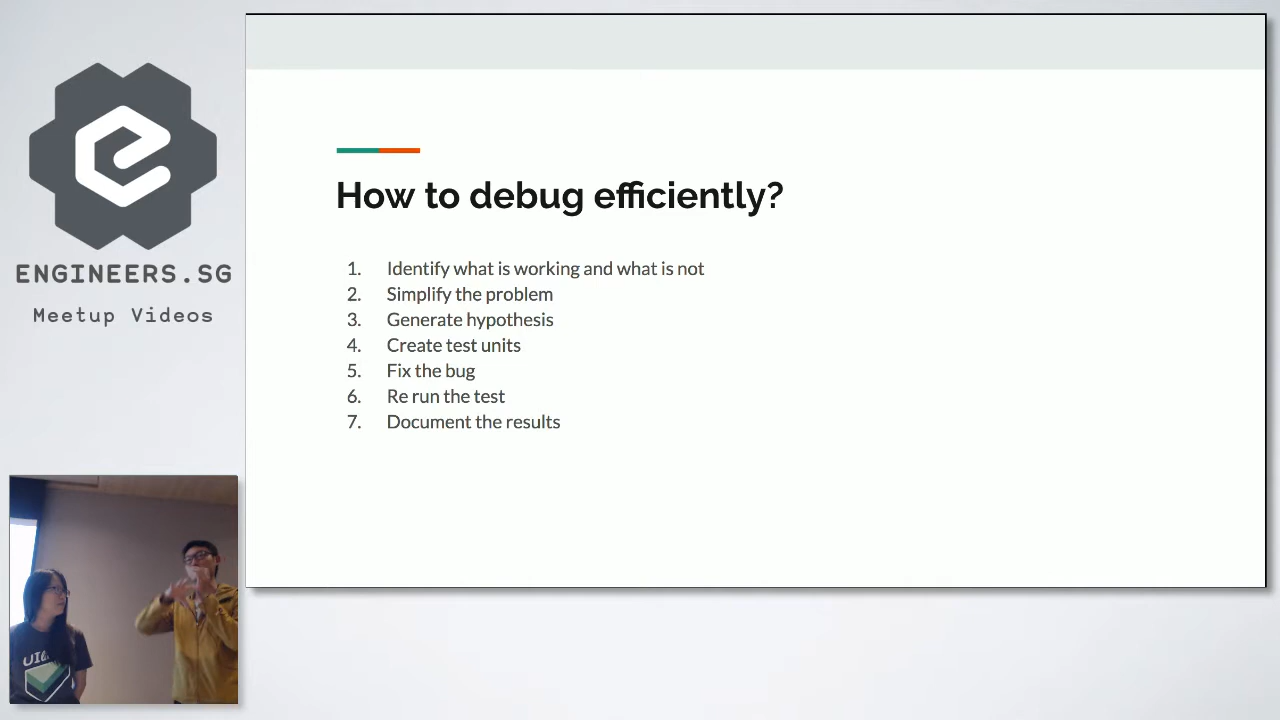 ENGINEERS.SG
Meetup Videos
How to debug efficiently?
1. Identify what is working and what is not
2. Simplify the problem
3. Generate hypothesis
4. Create test units
5. Fix the bug
6. Re run the test
7. Document the results